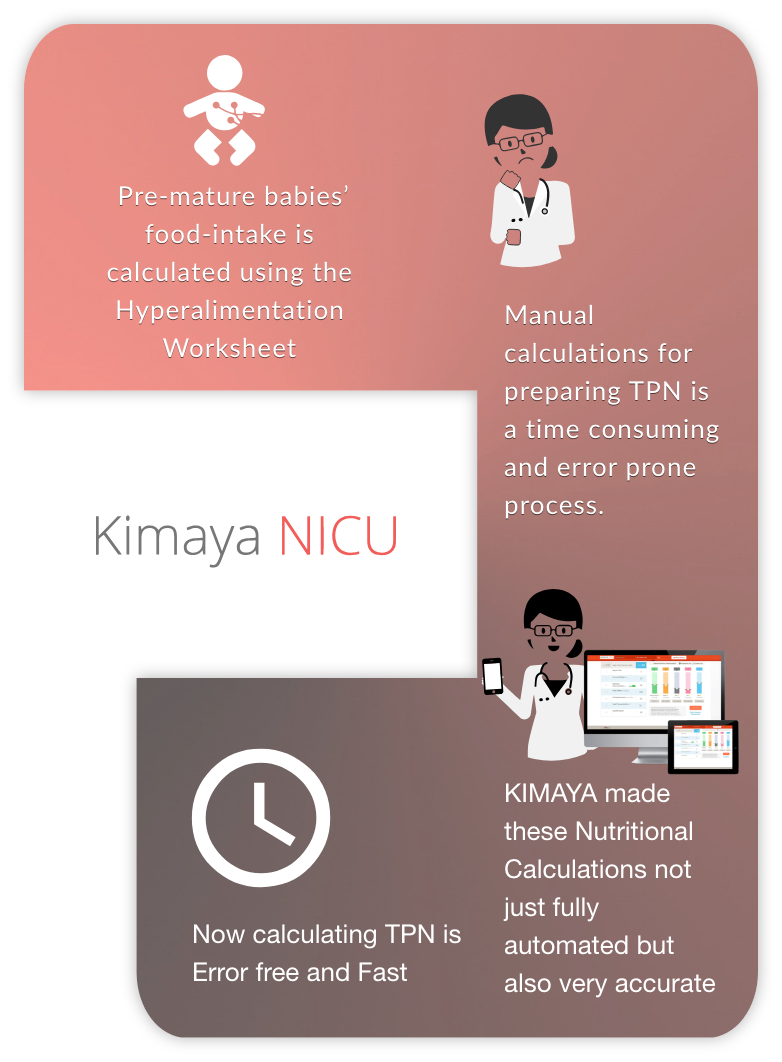 Pre-mature babies’
food-intake is
calculated using the
Hyperalimentation
Worksheet
Manual
calculations for
preparing TPN is
a time consuming
and error prone
process.
Kimaya NICU
KIMAYA made
these Nutritional
Calculations not
just fully
automated but
also very accurate
Now calculating TPN is
Error free and Fast